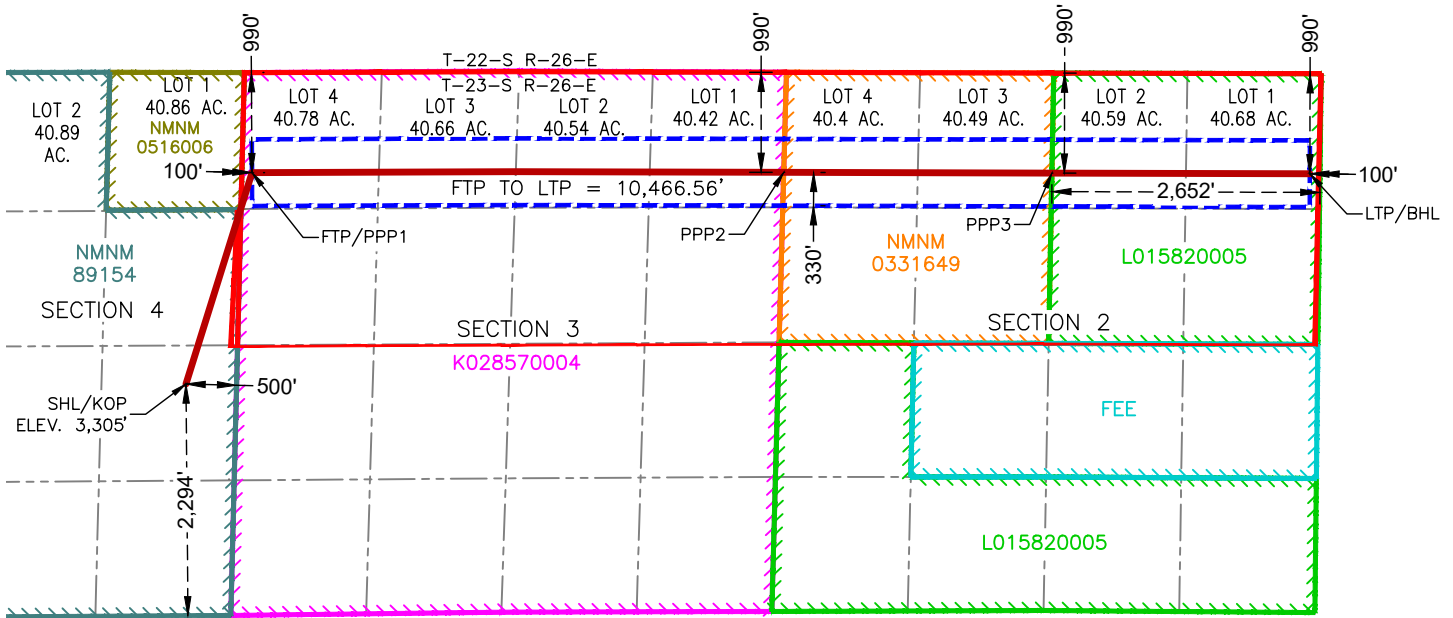 990'
990'
990'
990'
T-22-S R-26-E
T-23-S R-26-E
LOT 2
40.89
AC.
LOT 1
40.86 AC.
NMNM
0516006
LOT 4
40.78 AC.
LOT 3
40.66 AC.
LOT 2
40.54 AC.
LOT 1
40.42 AC.
LOT 4
40.4 AC.
LOT 3
40.49 AC.
LOT 2
40.59 AC.
LOT 1
40.68 AC.
100'
FTP TO LTP = 10,466.56'
2,652'
100'
FTP/PPP1
PPP2
330'
PPP3
LTP/BHL
NMNM
89154
NMNM
0331649
L015820005
SECTION 4
SECTION 3
SECTION 2
K028570004
500'
SHL/KOP
ELEV. 3,305'
FEE
2,294'
L015820005